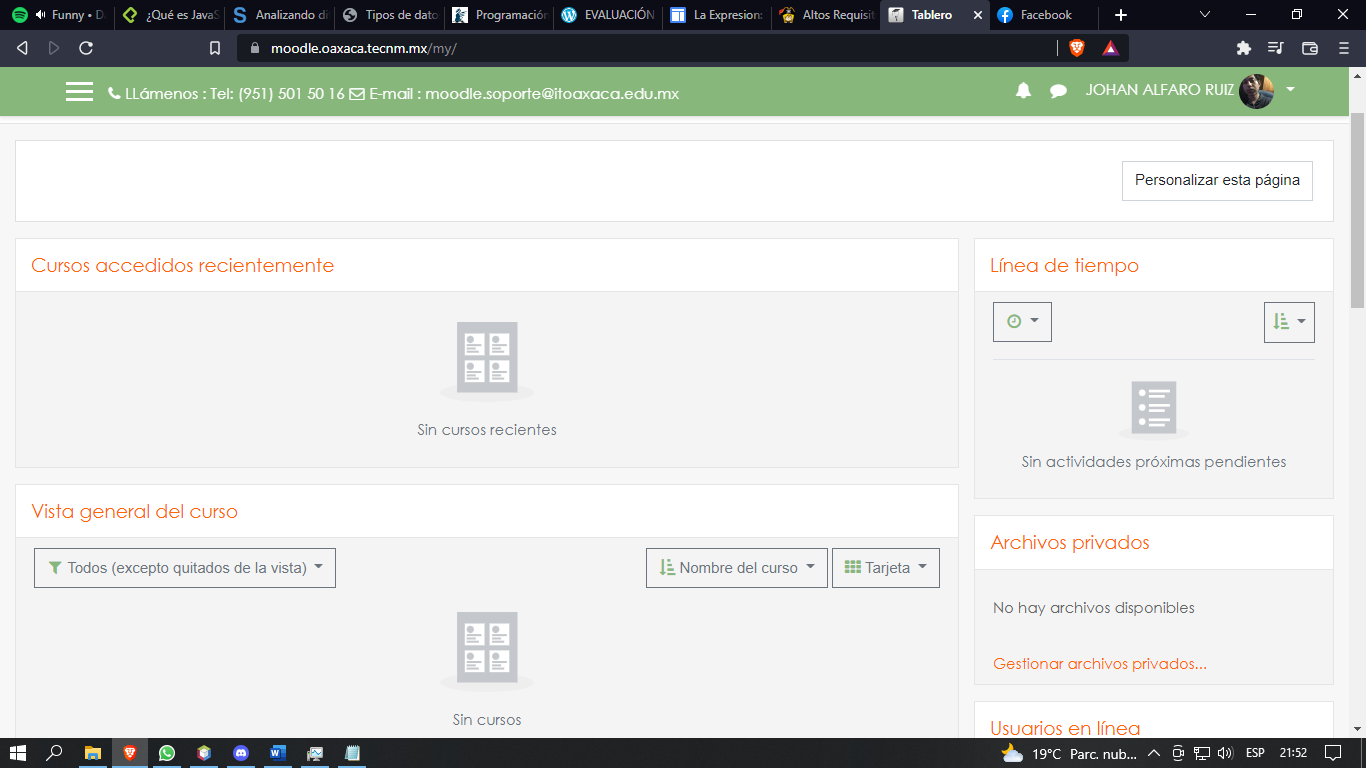 Funny • D
¿Qué es JavaS
Analizando di
Tipos de dato
Programación
EVALUACIÓN
La Expresion:
Altos Requisit
Tablero
Facebook
moodle.oaxaca.tecnm.mx/my/
LLámenos : Tel: (951) 501 50 16 E-mail : moodle.soporte@itoaxaca.edu.mx
JOHAN ALFARO RUIZ
Personalizar esta página
Cursos accedidos recientemente
Sin cursos recientes
Vista general del curso
Todos (excepto quitados de la vista)
Nombre del curso
Tarjeta
Sin cursos
Línea de tiempo
Sin actividades próximas pendientes
Archivos privados
No hay archivos disponibles
Gestionar archivos privados...
Usuarios en línea
19°C Parc. nub...
ESP
21:52